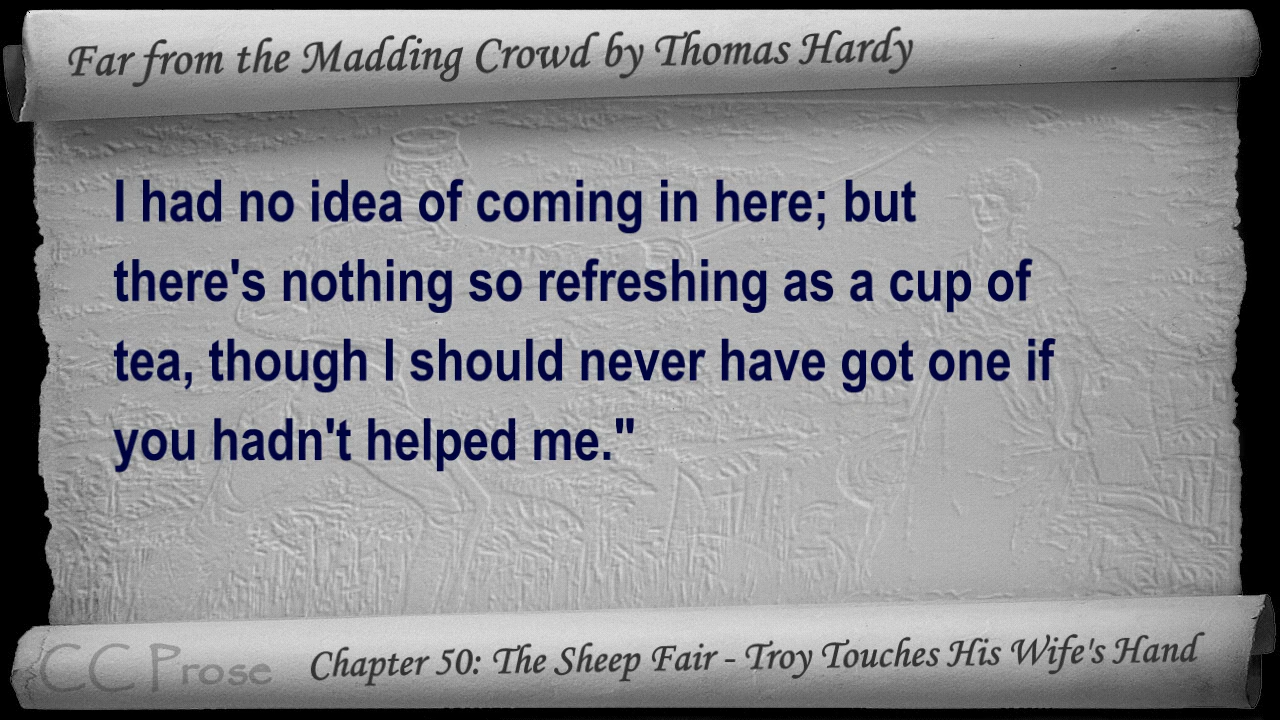 Far from the Madding Crowd by Thomas Hardy
I had no idea of coming in here; but
there's nothing so refreshing as a cup of
tea, though I should never have got one if
you hadn't helped me."
CC Prose
Chapter 50: The Sheep Fair - Troy Touches His Wife's Hand